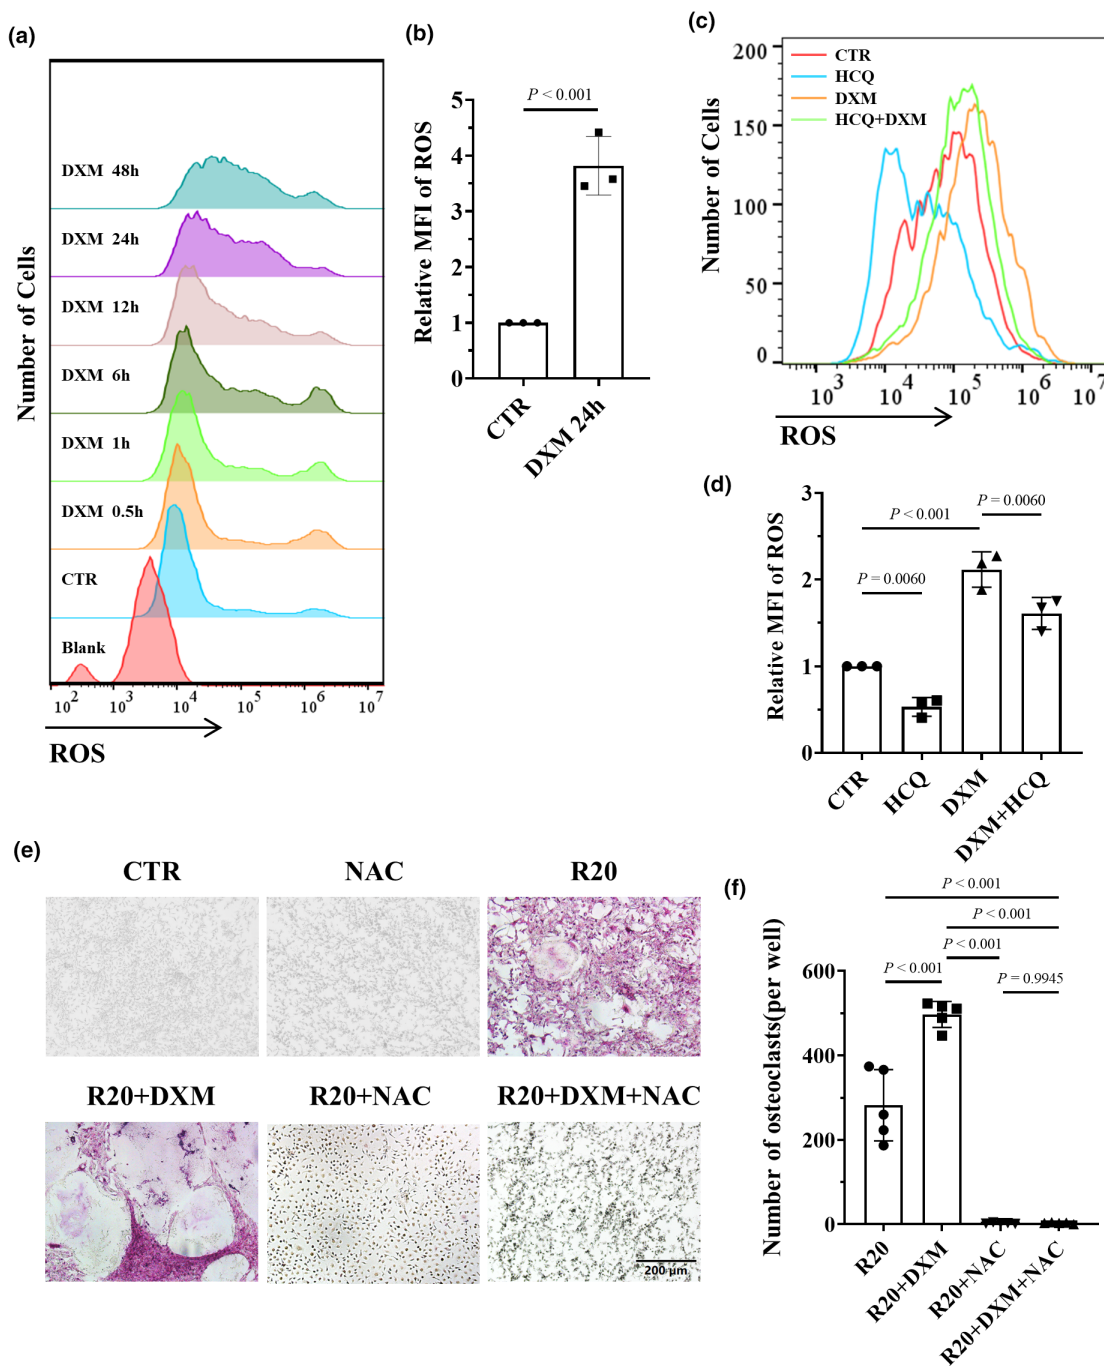 (a)
Number of Cells
DXM 48h
DXM 24h
DXM 12h
DXM 6h
DXM 1h
DXM 0.5h
CTR
Blank
10^2 10^3 10^4 10^5 10^6 10^7
ROS
(b)
Relative MFI of ROS
P < 0.001
5
4
3
2
1
0
CTR
DXM 24h
(c)
Number of Cells
200
150
100
50
0
CTR
HCQ
DXM
HCQ+DXM
10^3 10^4 10^5 10^6 10^7
ROS
(d)
Relative MFI of ROS
3
2
1
0
P = 0.0060
P < 0.001
P = 0.0060
CTR
HCQ
DXM
DXM+HCQ
(e)
CTR NAC R20
R20+DXM R20+NAC R20+DXM+NAC
200 μm
(f)
Number of osteoclasts(per well)
P < 0.001
P < 0.001
P < 0.001
P < 0.001
P = 0.9945
600
400
200
0
R20
R20+DXM
R20+NAC
R20+DXM+NAC